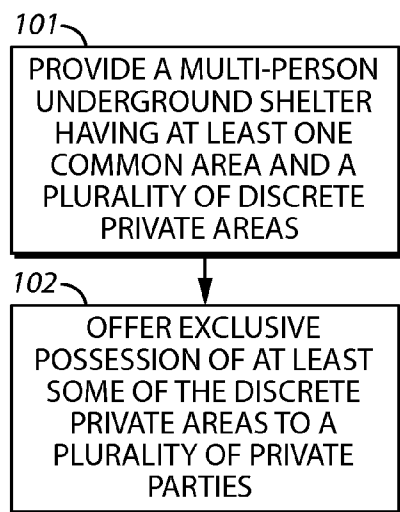 101
PROVIDE A MULTI-PERSON
UNDERGROUND SHELTER
HAVING AT LEAST ONE
COMMON AREA AND A
PLURALITY OF DISCRETE
PRIVATE AREAS
102
OFFER EXCLUSIVE
POSSESSION OF AT LEAST
SOME OF THE DISCRETE
PRIVATE AREAS TO A
PLURALITY OF PRIVATE
PARTIES